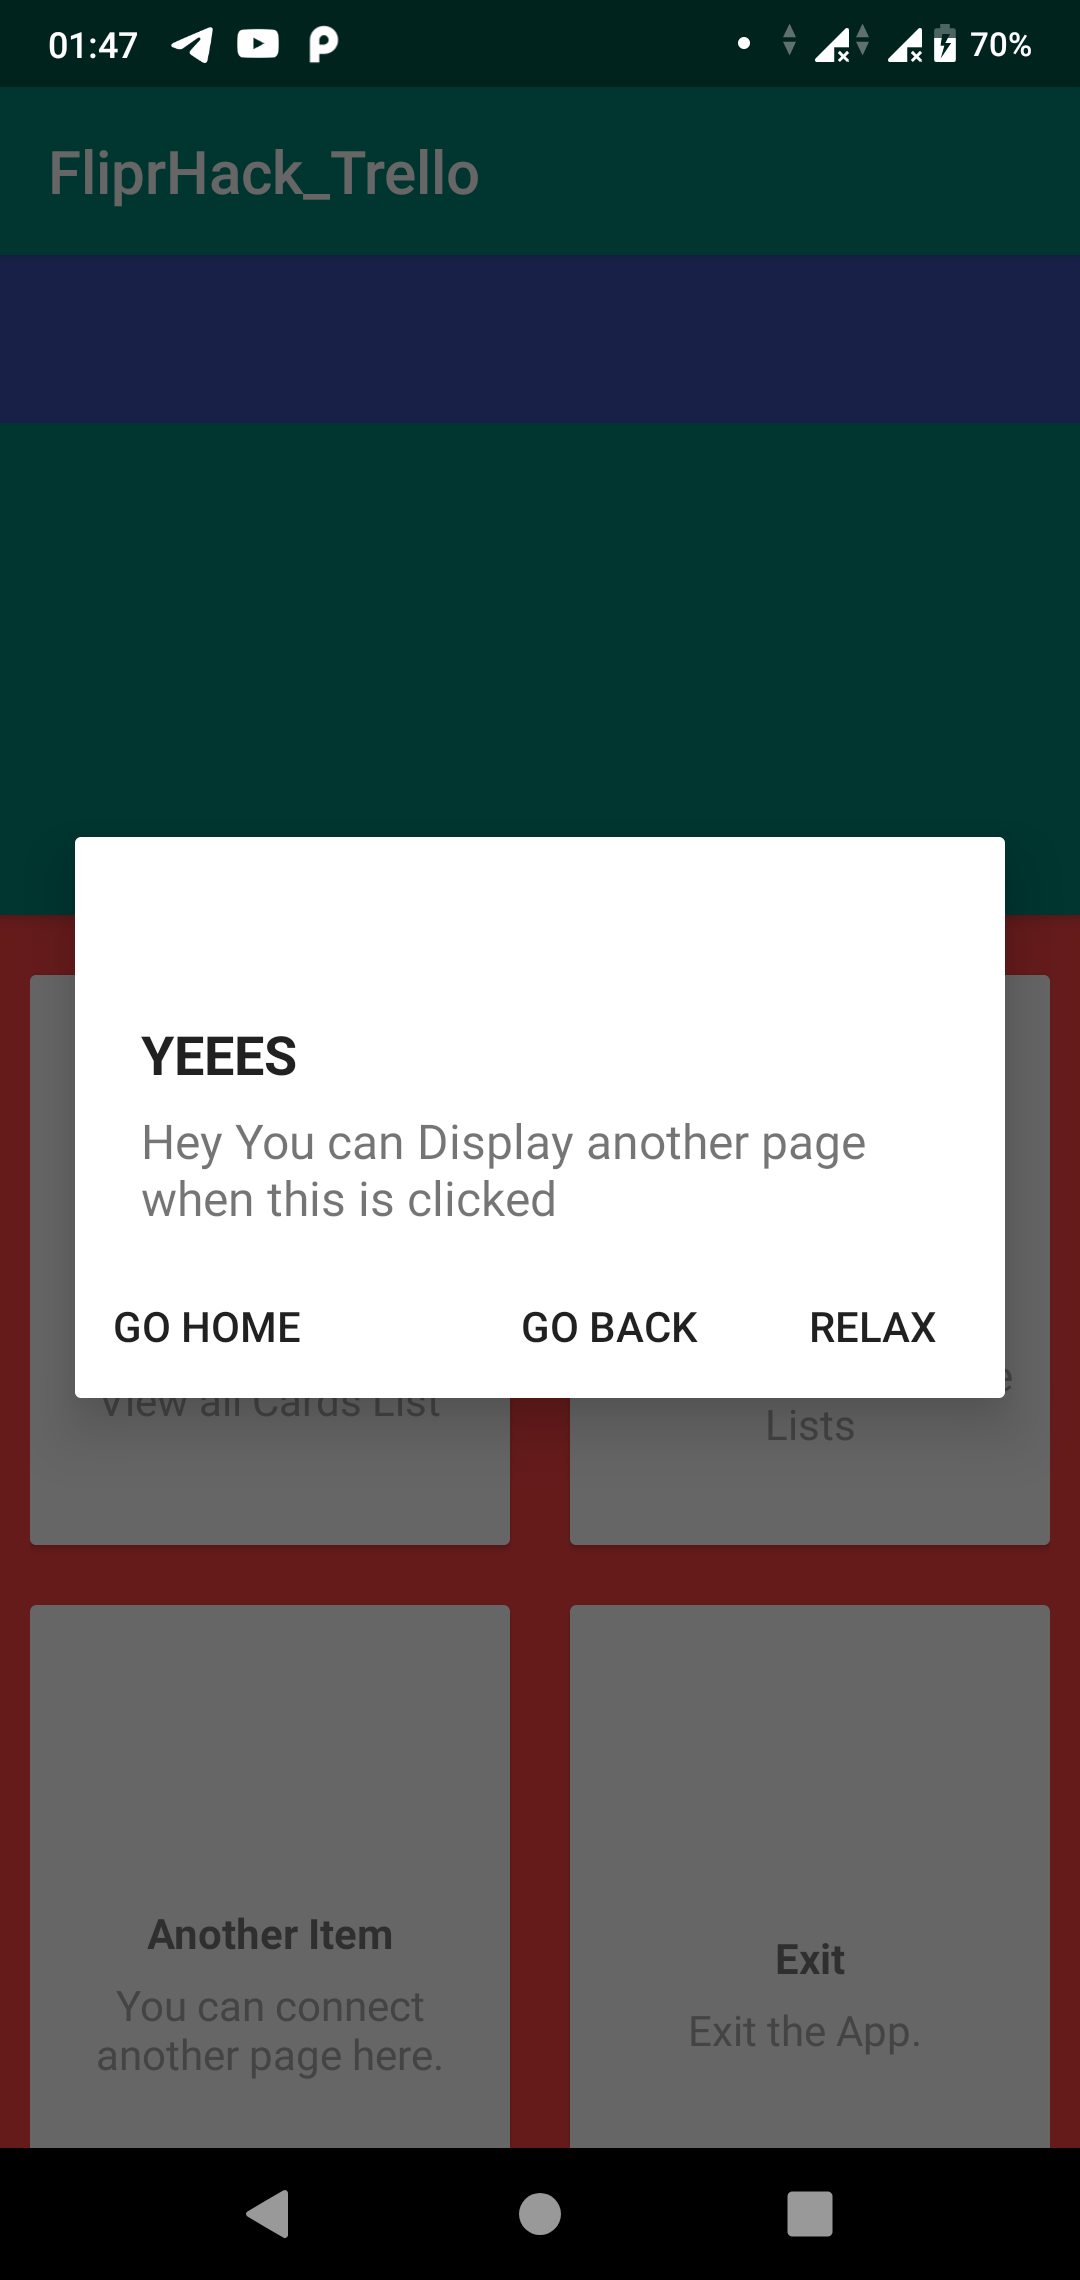 01:47
70%
FliprHack_Trello
YEEES
Hey You can Display another page
when this is clicked
GO HOME
GO BACK
RELAX
View all Cards List
Lists
Another Item
You can connect
another page here.
Exit
Exit the App.